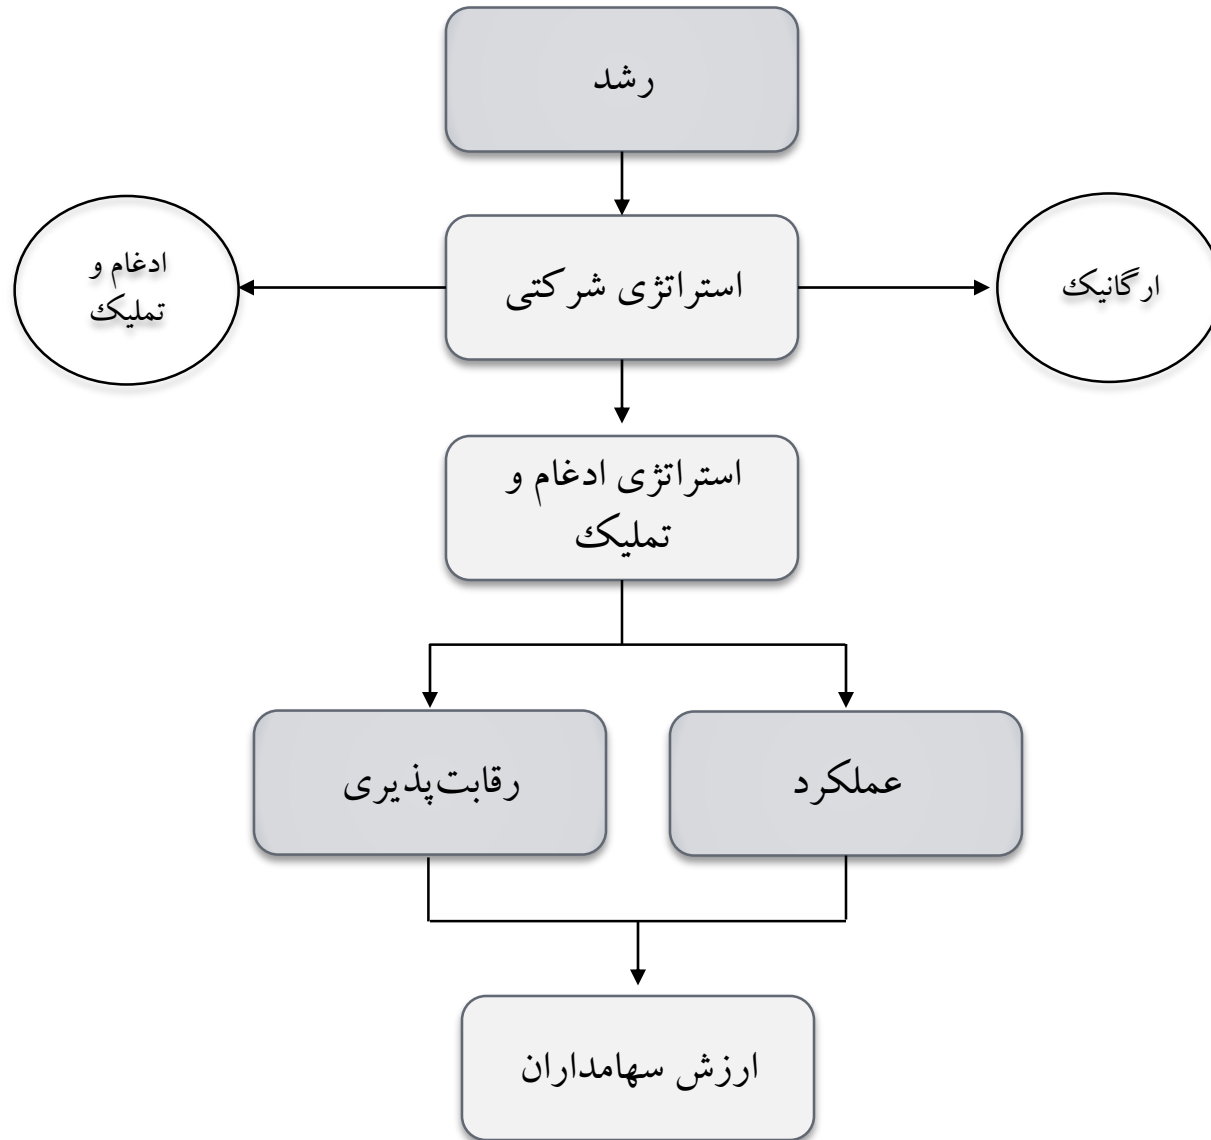 رشد
ارگانیک
استراتژی شرکتی
ادغام و
تملیک
استراتژی ادغام و
تملیک
عملکرد
رقابت‌پذیری
ارزش سهامداران